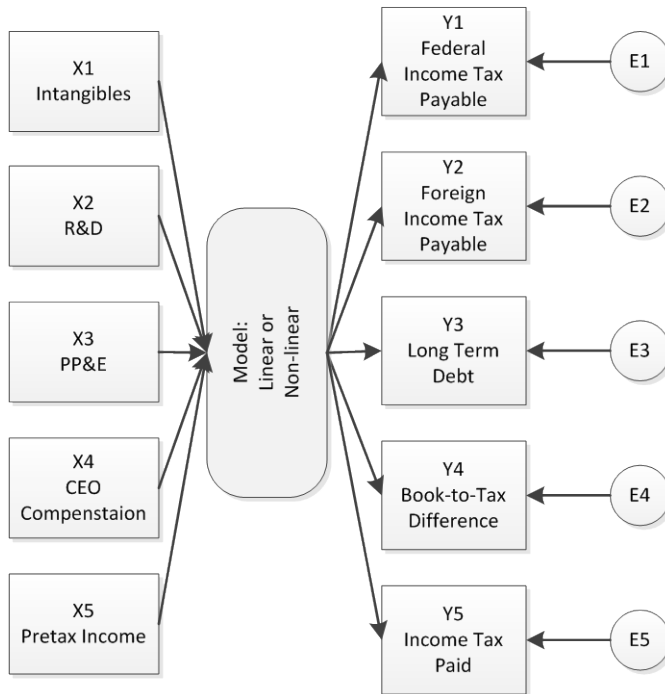 X1
Intangibles
X2
R&D
X3
PP&E
X4
CEO
Compenstaion
X5
Pretax Income
Model:
Linear or
Non-linear
Y1
Federal
Income Tax
Payable
Y2
Foreign
Income Tax
Payable
Y3
Long Term
Debt
Y4
Book-to-Tax
Difference
Y5
Income Tax
Paid
E1
E2
E3
E4
E5